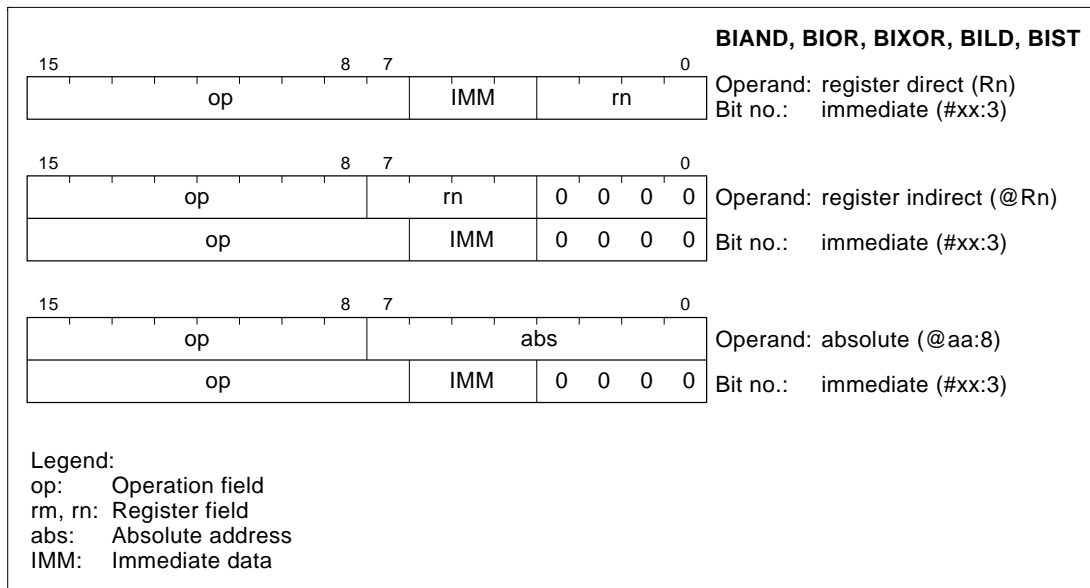 BIAND, BIOR, BIXOR, BILD, BIST
15 8 7 0
op IMM rn
Operand: register direct (Rn)
Bit no.: immediate (#xx:3)
15 8 7 0
op rn 0 0 0 0 Operand: register indirect (@Rn)
op IMM 0 0 0 0 Bit no.: immediate (#xx:3)
15 8 7 0
op abs Operand: absolute (@aa:8)
op IMM 0 0 0 0 Bit no.: immediate (#xx:3)
Legend:
op: Operation field
rm, rn: Register field
abs: Absolute address
IMM: Immediate data